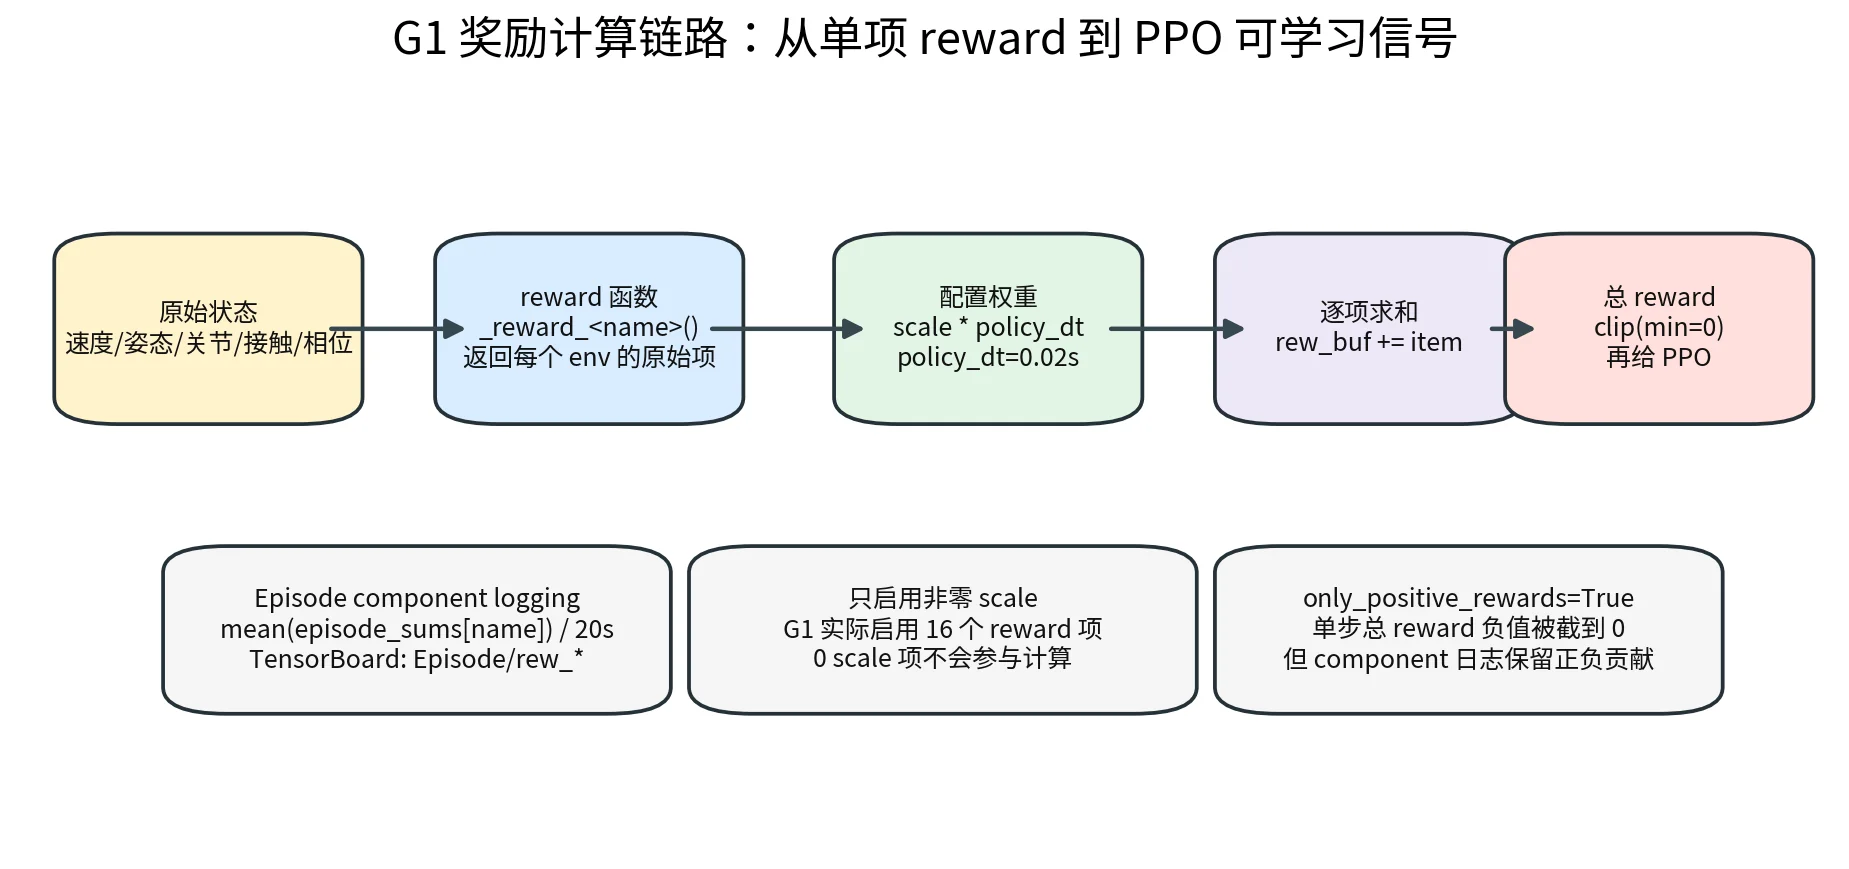 G1 奖励计算链路：从单项 reward 到 PPO 可学习信号
原始状态
速度/姿态/关节/接触/相位
reward 函数
_reward_<name>()
返回每个 env 的原始项
配置权重
scale * policy_dt
policy_dt=0.02s
逐项求和
rew_buf += item
总 reward
clip(min=0)
再给 PPO
Episode component logging
mean(episode_sums[name]) / 20s
TensorBoard: Episode/rew_*
只启用非零 scale
G1 实际启用 16 个 reward 项
0 scale 项不会参与计算
only_positive_rewards=True
单步总 reward 负值被截到 0
但 component 日志保留正负贡献